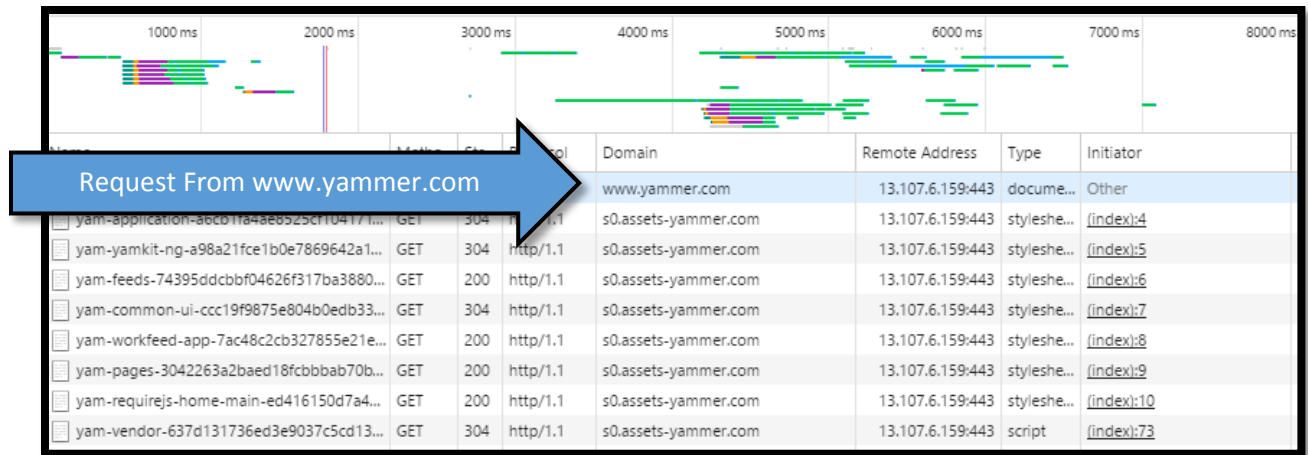 1000 ms 2000 ms 3000 ms 4000 ms 5000 ms 6000 ms 7000 ms 8000 ms
Domain Remote Address Type Initiator
Request From www.yammer.com www.yammer.com 13.107.6.159:443 docume... Other
yam-application-a6cb1fa4ae8525cf104171... GET 304 s0.assets-yammer.com 13.107.6.159:443 styleshe... (index):4
yam-yamkit-ng-a98a21fce1b0e7869642a1... GET 304 http/1.1 s0.assets-yammer.com 13.107.6.159:443 styleshe... (index):5
yam-feeds-74395ddcbbf04626f317ba3880... GET 200 http/1.1 s0.assets-yammer.com 13.107.6.159:443 styleshe... (index):6
yam-common-ui-ccc19f9875e804b0edb33... GET 304 http/1.1 s0.assets-yammer.com 13.107.6.159:443 styleshe... (index):7
yam-workfeed-app-7ac48c2cb327855e21e... GET 200 http/1.1 s0.assets-yammer.com 13.107.6.159:443 styleshe... (index):8
yam-pages-3042263a2baed18fcbbbab70b... GET 200 http/1.1 s0.assets-yammer.com 13.107.6.159:443 styleshe... (index):9
yam-requirejs-home-main-ed416150d7a4... GET 200 http/1.1 s0.assets-yammer.com 13.107.6.159:443 styleshe... (index):10
yam-vendor-637d131736ed3e9037c5cd13... GET 304 http/1.1 s0.assets-yammer.com 13.107.6.159:443 script (index):73